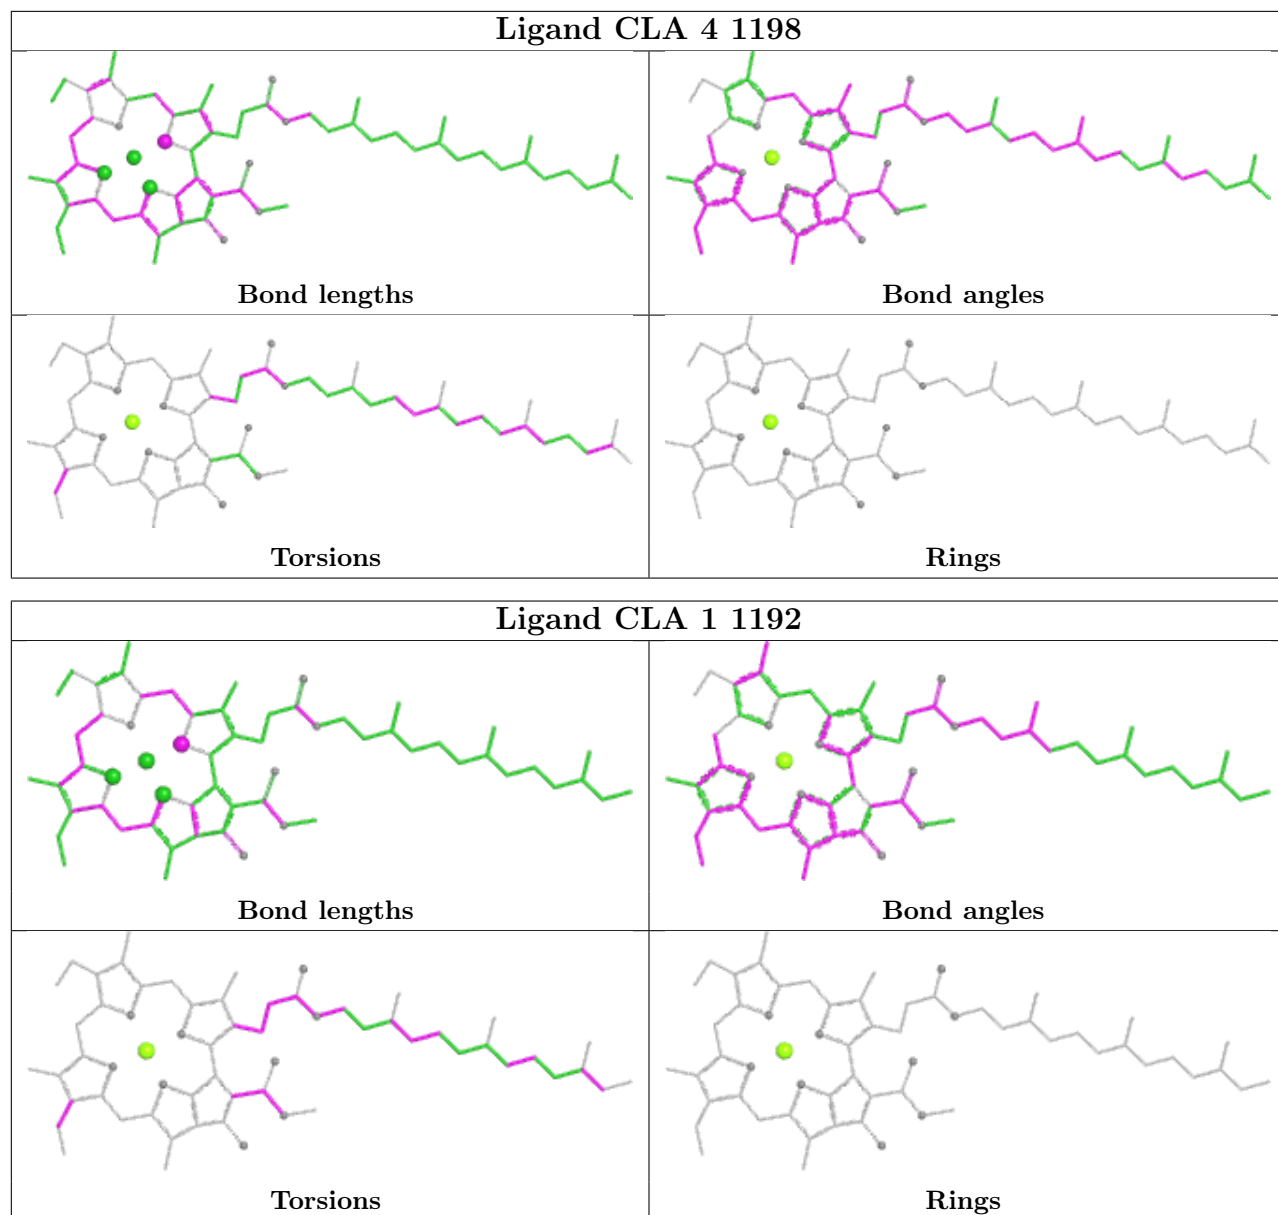 Ligand CLA 4 1198
Bond lengths
Bond angles
Torsions
Rings
Ligand CLA 1 1192
Bond lengths
Bond angles
Torsions
Rings